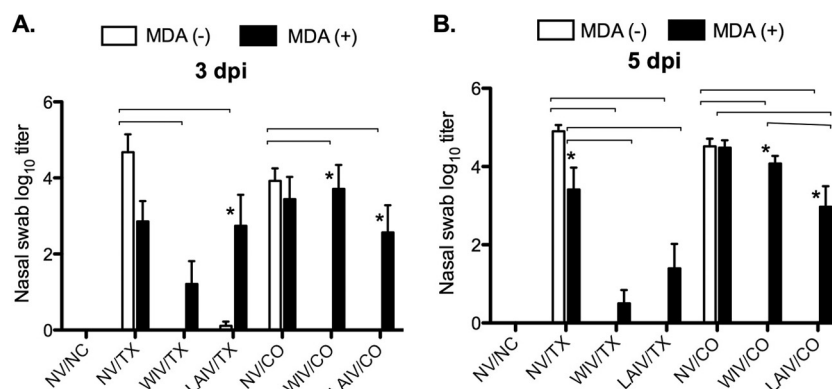 A.
MDA (-) MDA (+)
3 dpi
Nasal swab log10 titer
6
4
2
0
*
*
*
NV/NC
NV/TX
WIV/TX
LAIV/TX
NV/CO
WIV/CO
LAIV/CO
B.
MDA (-) MDA (+)
5 dpi
Nasal swab log10 titer
6
4
2
0
*
*
*
NV/NC
NV/TX
WIV/TX
LAIV/TX
NV/CO
WIV/CO
LAIV/CO